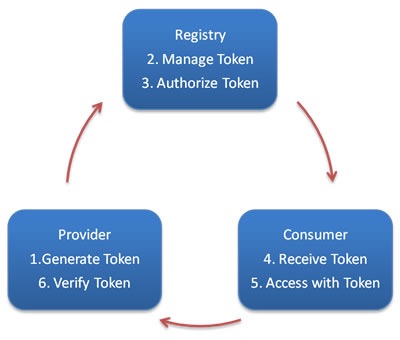 Registry
2. Manage Token
3. Authorize Token
Provider
1.Generate Token
6. Verify Token
Consumer
4. Receive Token
5. Access with Token